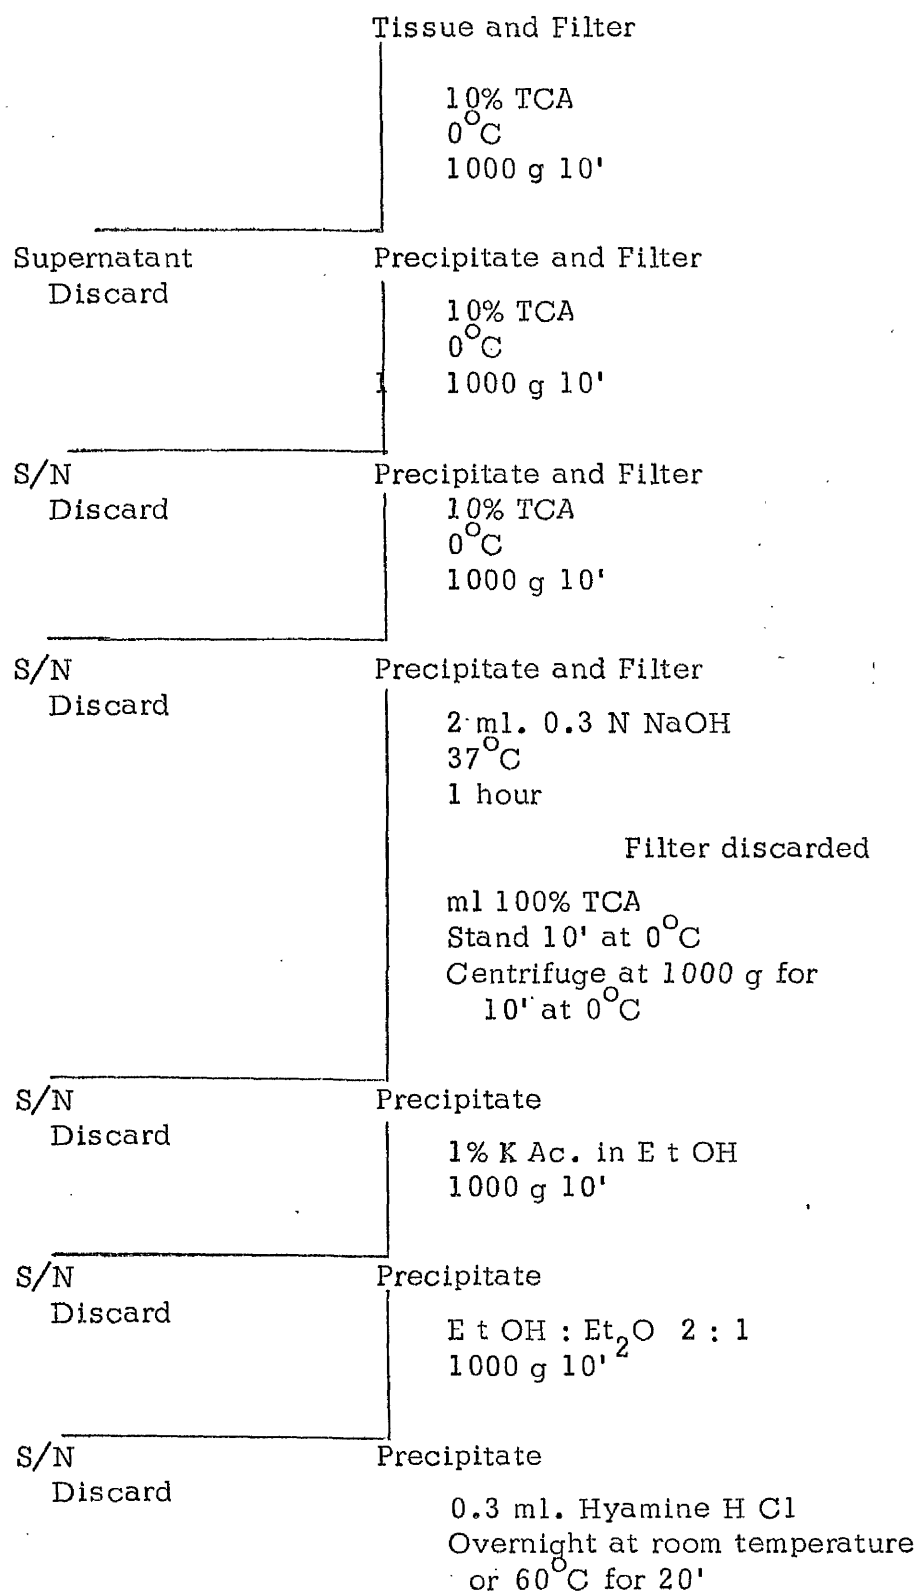 Tissue and Filter
10% TCA
0°C
1000 g 10'
Supernatant
Discard
Precipitate and Filter
10% TCA
0°C
1 1000 g 10'
S/N
Discard
Precipitate and Filter
10% TCA
0°C
1000 g 10'
S/N
Discard
Precipitate and Filter
2 ml. 0.3 N NaOH
37°C
1 hour
Filter discarded
ml 100% TCA
Stand 10' at 0°C
Centrifuge at 1000 g for
10' at 0°C
S/N
Discard
Precipitate
1% K Ac. in E t OH
1000 g 10'
S/N
Discard
Precipitate
E t OH : Et₂O 2 : 1
1000 g 10'
S/N
Discard
Precipitate
0.3 ml. Hyamine H Cl
Overnight at room temperature
or 60°C for 20'